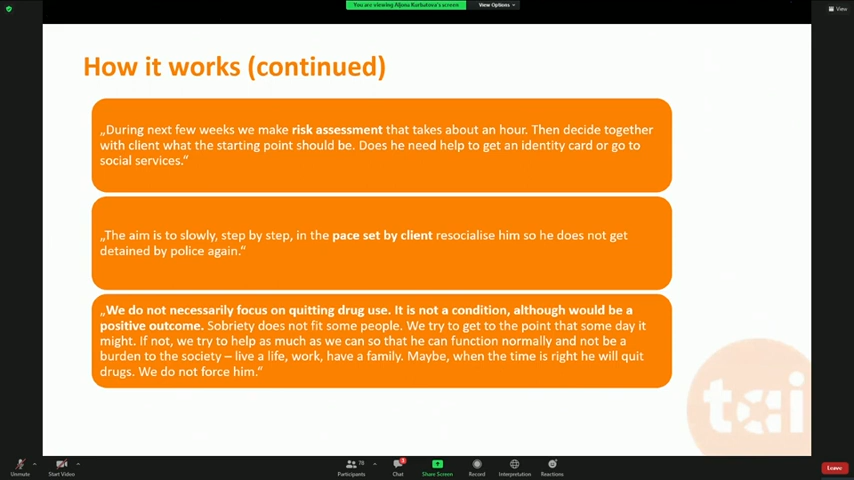 You are viewing Aljona Kurbatova's screen
View Options
View
How it works (continued)
„During next few weeks we make risk assessment that takes about an hour. Then decide together
with client what the starting point should be. Does he need help to get an identity card or go to
social services.“
„The aim is to slowly, step by step, in the pace set by client resocialise him so he does not get
detained by police again.“
„We do not necessarily focus on quitting drug use. It is not a condition, although would be a
positive outcome. Sobriety does not fit some people. We try to get to the point that some day it
might. If not, we try to help as much as we can so that he can function normally and not be a
burden to the society – live a life, work, have a family. Maybe, when the time is right he will quit
drugs. We do not force him.“
tai
Unmute
Start Video
Participants
78
Chat
Share Screen
Record
Interpretation
Reactions
Leave